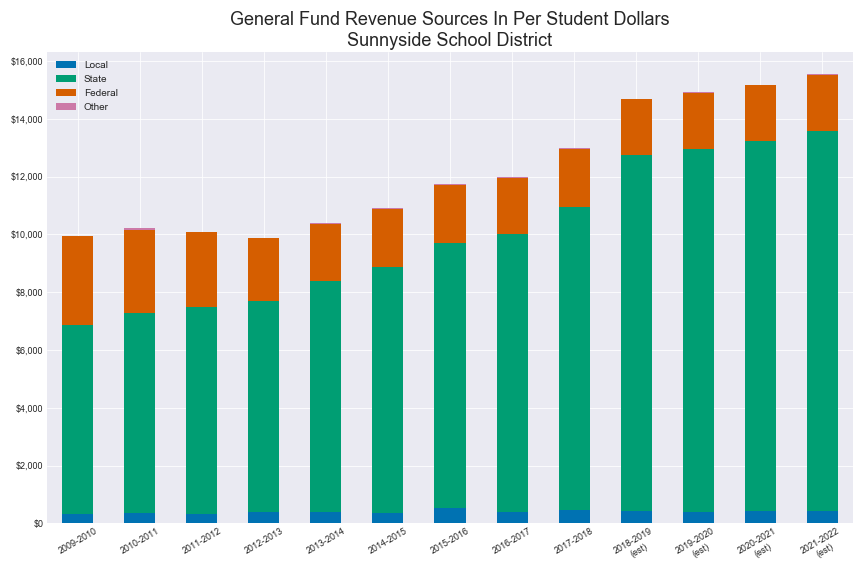 General Fund Revenue Sources In Per Student Dollars
Sunnyside School District
Local
State
Federal
Other
$16,000
$14,000
$12,000
$10,000
$8,000
$6,000
$4,000
$2,000
$0
2009-2010
2010-2011
2011-2012
2012-2013
2013-2014
2014-2015
2015-2016
2016-2017
2017-2018
2018-2019
(est)
2019-2020
(est)
2020-2021
(est)
2021-2022
(est)